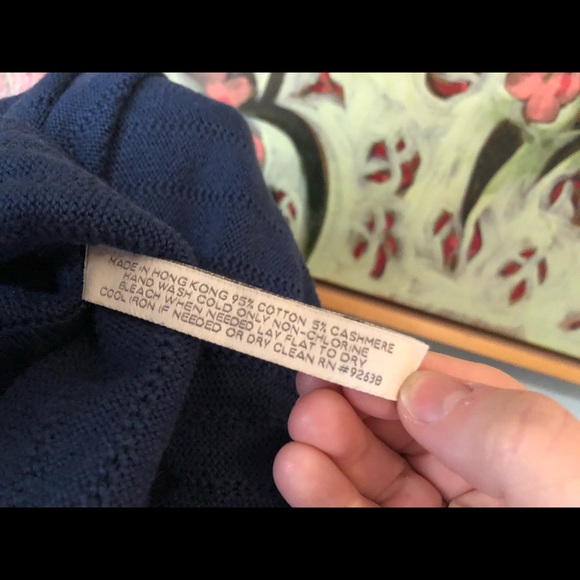 MADE IN HONG KONG 95% COTTON 5% CASHMERE
HAND WASH COLD ONLY NON-CHLORINE
BLEACH WHEN NEEDED LAY FLAT TO DRY
COOL IRON IF NEEDED OR DRY CLEAN RN #92638